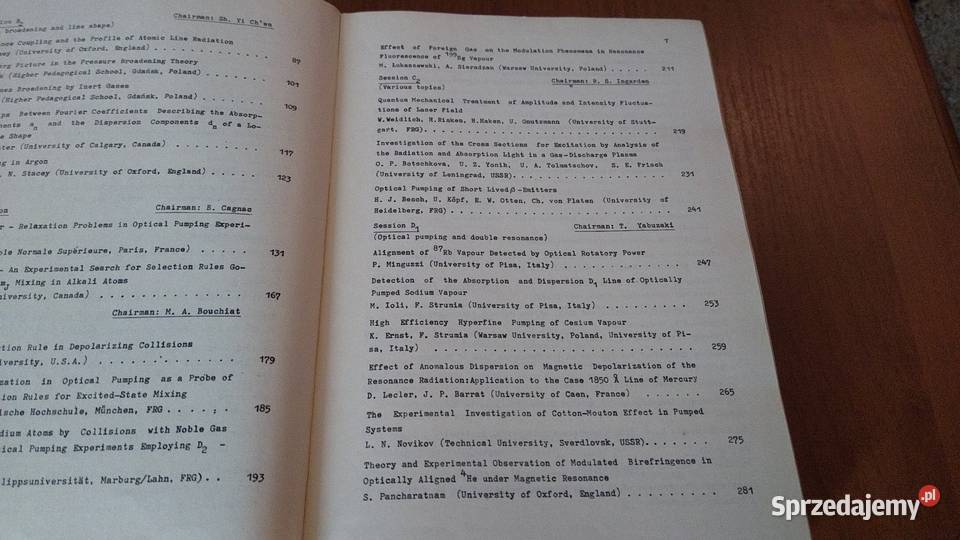 Chairman: Sh. Yi Ch'en
broadening and line shape)
Coupling and the Profile of Atomic Line Radiation
(University of Oxford, England) . . . . . . . . . . . . 87
Picture in the Pressure Broadening Theory
(Higher Pedagogical School, Gdańsk, Poland) . . . . . . . 101
Broadening by Inert Gases
(Higher Pedagogical School, Gdańsk, Poland) . . . . . . . 109
Between Fourier Coefficients Describing the Absorp-
an and the Dispersion Components dn of a Lo-
Shape
(University of Calgary, Canada) . . . . . . . . . 117
in Argon
N. Stacey (University of Oxford, England) . . . . . 123
Chairman: B. Cagnac
- Relaxation Problems in Optical Pumping Experi-
Normale Supérieure, Paris, France) . . . . . 131
- An Experimental Search for Selection Rules Go-
Mixing in Alkali Atoms
Canada) . . . . . . . . . . . . . 167
Chairman: M. A. Bouchiat
Rule in Depolarizing Collisions
U.S.A.) . . . . . . . . . . . . . 179
in Optical Pumping as a Probe of
Rules for Excited-State Mixing
Hochschule, München, FRG . . . . . 185
Atoms by Collisions with Noble Gas
Pumping Experiments Employing D2 -
Marburg/Lahn, FRG) . . 193
7
Effect of Foreign Gas on the Modulation Phenomena in Resonance
Fluorescence of 199Hg Vapour
M. Łukaszewski, A. Sieradzan (Warsaw University, Poland) . . . . . 211
Session C2 Chairman: R. S. Ingarden
(Various topics)
Quantum Mechanical Treatment of Amplitude and Intensity Fluctua-
tions of Laser Field
W.Weidlich, H.Risken, H.Haken, U. Gnutzmann (University of Stutt-
gart, FRG). . . . . . . . . . . . . . . . . . . . . . . . . . 219
Investigation of the Cross Sections for Excitation by Analysis of
the Radiation and Absorption Light in a Gas-Discharge Plasma
O. P. Botschkova, U. Z. Yonih, U. A. Tolmatschov, S. E. Frisch
(University of Leningrad, USSR). . . . . . . . . . . . . . . . 231
Optical Pumping of Short Lived β-Emitters
H. J. Besch, U. Köpf, E. W. Otten, Ch. von Platen (University of
Heidelberg, FRG) . . . . . . . . . . . . . . . . . . . . . . . 241
Session D1 Chairman: T. Yabuzaki
(Optical pumping and double resonance)
Alignment of 87Rb Vapour Detected by Optical Rotatory Power
P. Minguzzi (University of Pisa, Italy) . . . . . . . . . . . . 247
Detection of the Absorption and Dispersion D1 Line of Optically
Pumped Sodium Vapour
M. Ioli, F. Strumia (University of Pisa, Italy) . . . . . . . . . 253
High Efficiency Hyperfine Pumping of Cesium Vapour
K. Ernst, F. Strumia (Warsaw University, Poland, University of Pi-
sa, Italy) . . . . . . . . . . . . . . . . . . . . . . . . . 259
Effect of Anomalous Dispersion on Magnetic Depolarization of the
Resonance Radiation:Application to the Case 1850 Å Line of Mercury
D. Lecler, J. P. Barrat (University of Caen, France) . . . . . . 265
The Experimental Investigation of Cotton-Mouton Effect in Pumped
Systems
L. N. Novikov (Technical University, Sverdlovsk, USSR). . . . . . . 275
Theory and Experimental Observation of Modulated Birefringence in
Optically Aligned 4He under Magnetic Resonance
S. Pancharatnam (University of Oxford, England) . . . . . . . . . 281
Sprzedajemy.pl